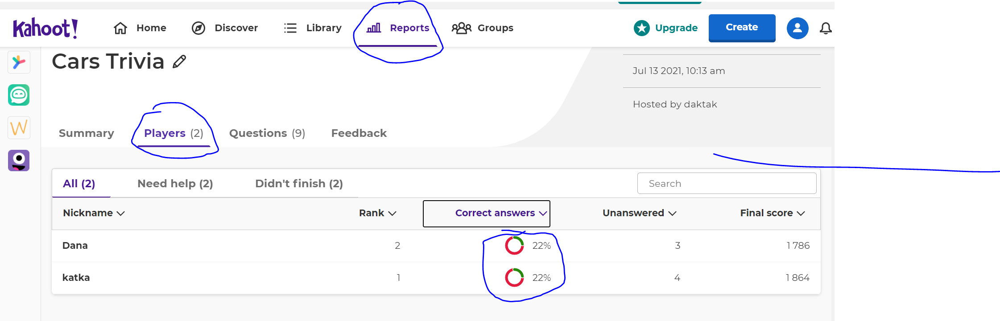 Kahoot! Home Discover Library Reports Groups Upgrade Create
Cars Trivia
Jul 13 2021, 10:13 am
Hosted by daktak
Summary Players (2) Questions (9) Feedback
All (2) Need help (2) Didn't finish (2) Search
Nickname Rank Correct answers Unanswered Final score
Dana 2 22% 3 1 786
katka 1 22% 4 1 864